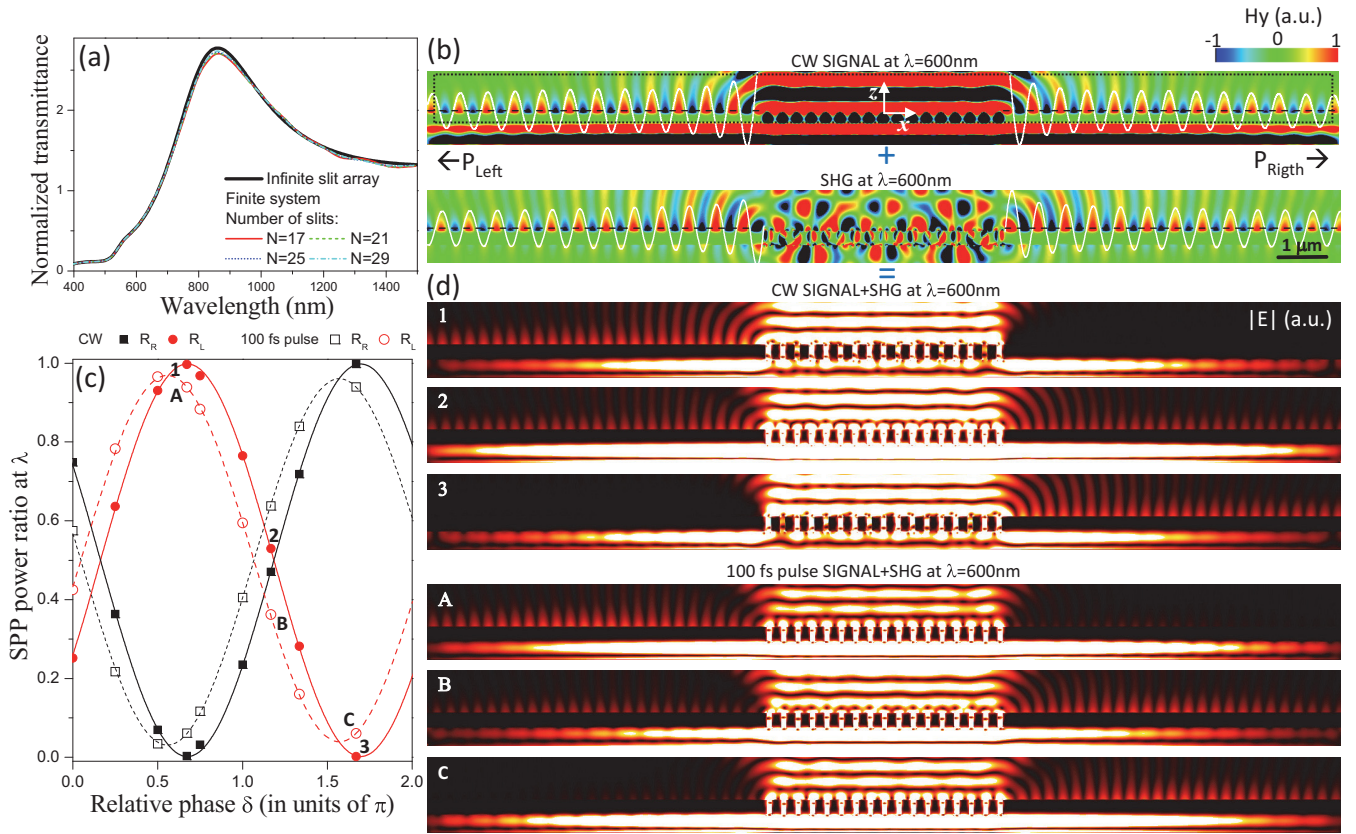 (a)
Normalized transmittance
2
1
0
400
600
800
1000
1200
1400
Wavelength (nm)
Infinite slit array
Finite system
Number of slits:
N=17 N=21
N=25 N=29
(b)
Hy (a.u.)
-1 0 1
CW SIGNAL at λ=600nm
z
x
←P_Left
→
P_Rigth
+
SHG at λ=600nm
1 μm
=
CW R_R R_L 100 fs pulse R_R R_L
(c)
SPP power ratio at λ
1.0
0.8
0.6
0.4
0.2
0.0
1
A
2
B
C
3
0.0 0.5 1.0 1.5 2.0
Relative phase δ (in units of π)
(d)
CW SIGNAL+SHG at λ=600nm
|E| (a.u.)
1
2
3
100 fs pulse SIGNAL+SHG at λ=600nm
A
B
C